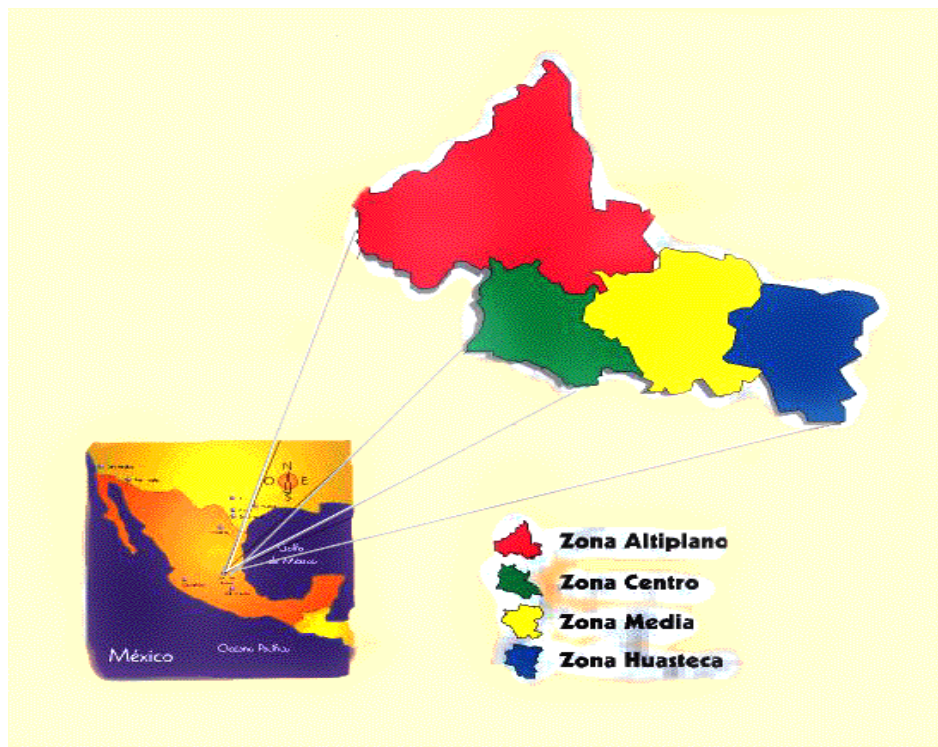 Zona Altiplano
Zona Centro
Zona Media
Zona Huasteca
N
O E
S
Golfo
de México
México
Océano Pacífico